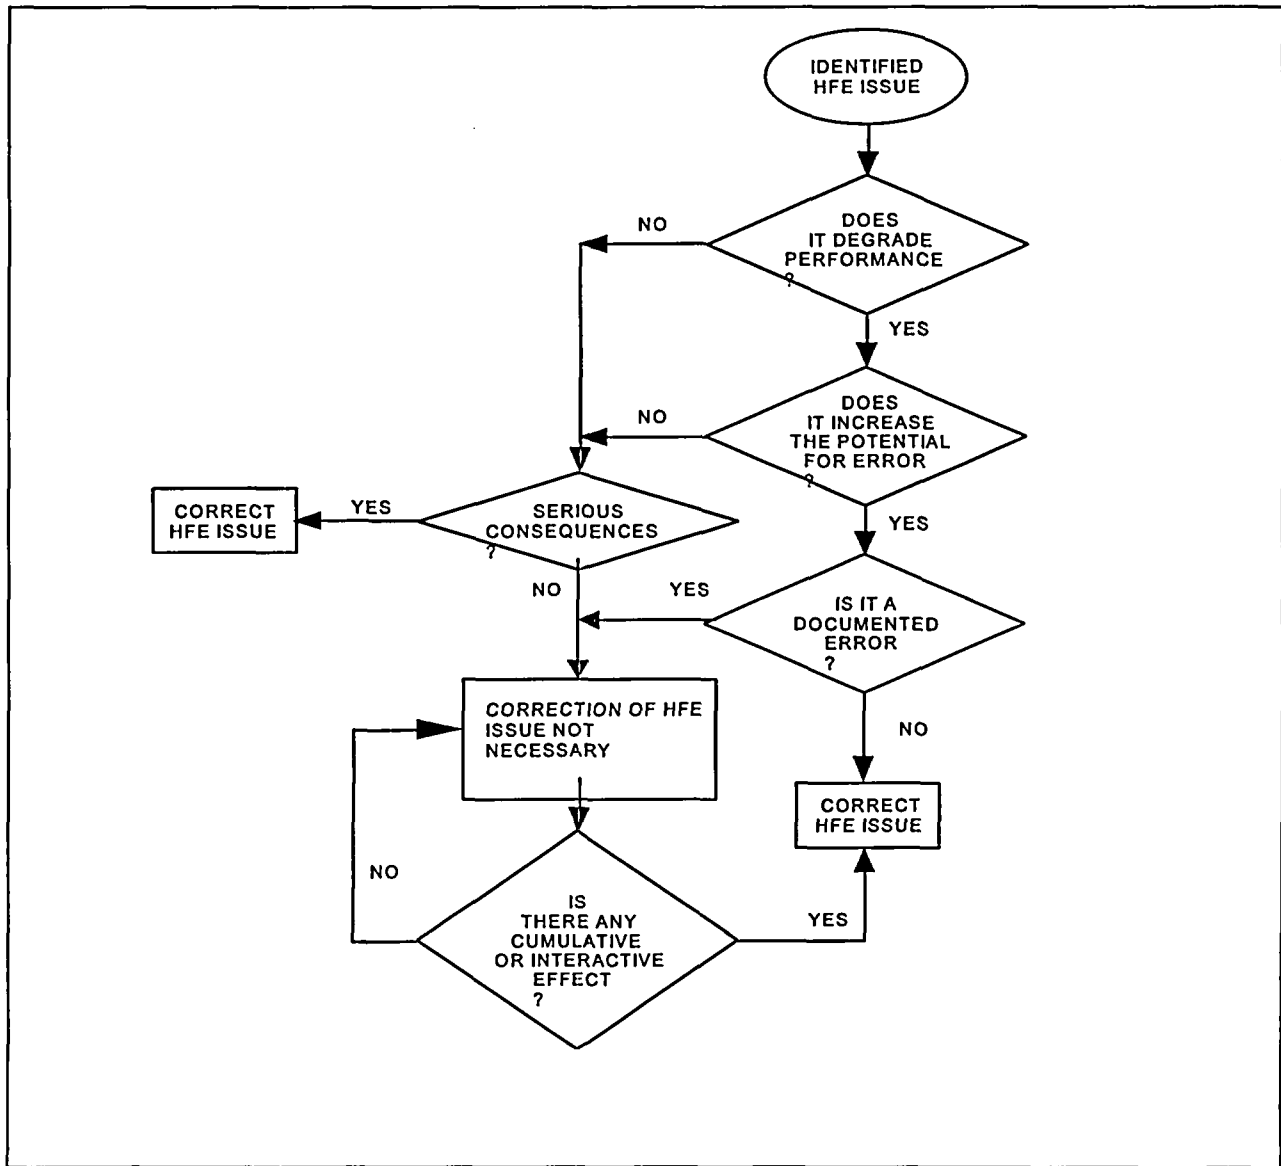 IDENTIFIED
HFE ISSUE
DOES
IT DEGRADE
PERFORMANCE
?
NO
YES
DOES
IT INCREASE
THE POTENTIAL
FOR ERROR
?
NO
YES
SERIOUS
CONSEQUENCES
?
YES
CORRECT
HFE ISSUE
NO
IS IT A
DOCUMENTED
ERROR
?
YES
NO
CORRECTION OF HFE
ISSUE NOT
NECESSARY
CORRECT
HFE ISSUE
IS
THERE ANY
CUMULATIVE
OR INTERACTIVE
EFFECT
?
NO
YES